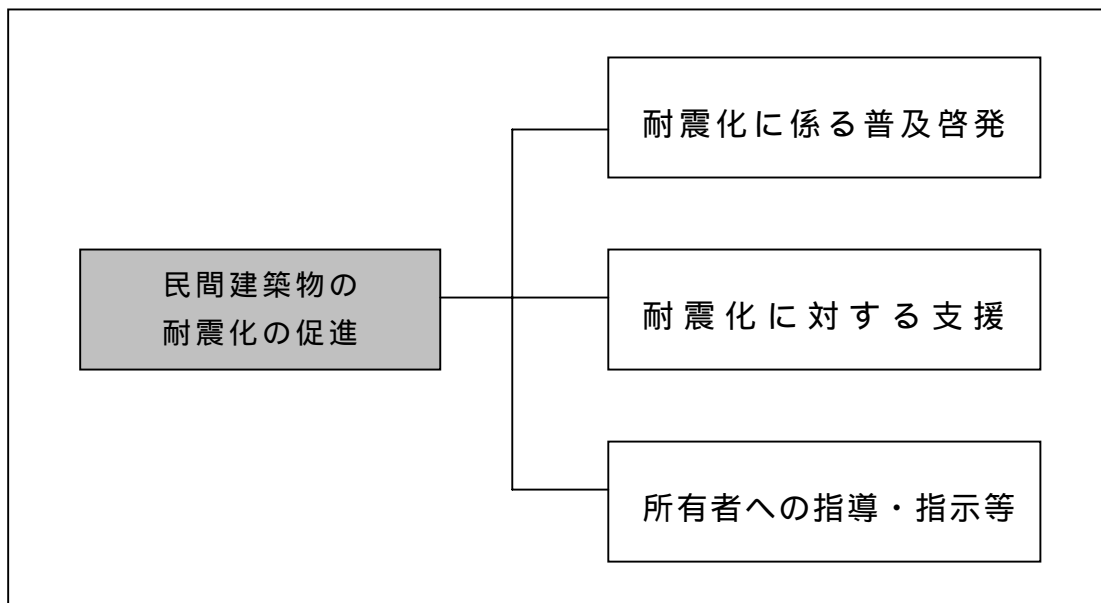 耐震化に係る普及啓発
民間建築物の
耐震化の促進
耐震化に対する支援
所有者への指導・指示等